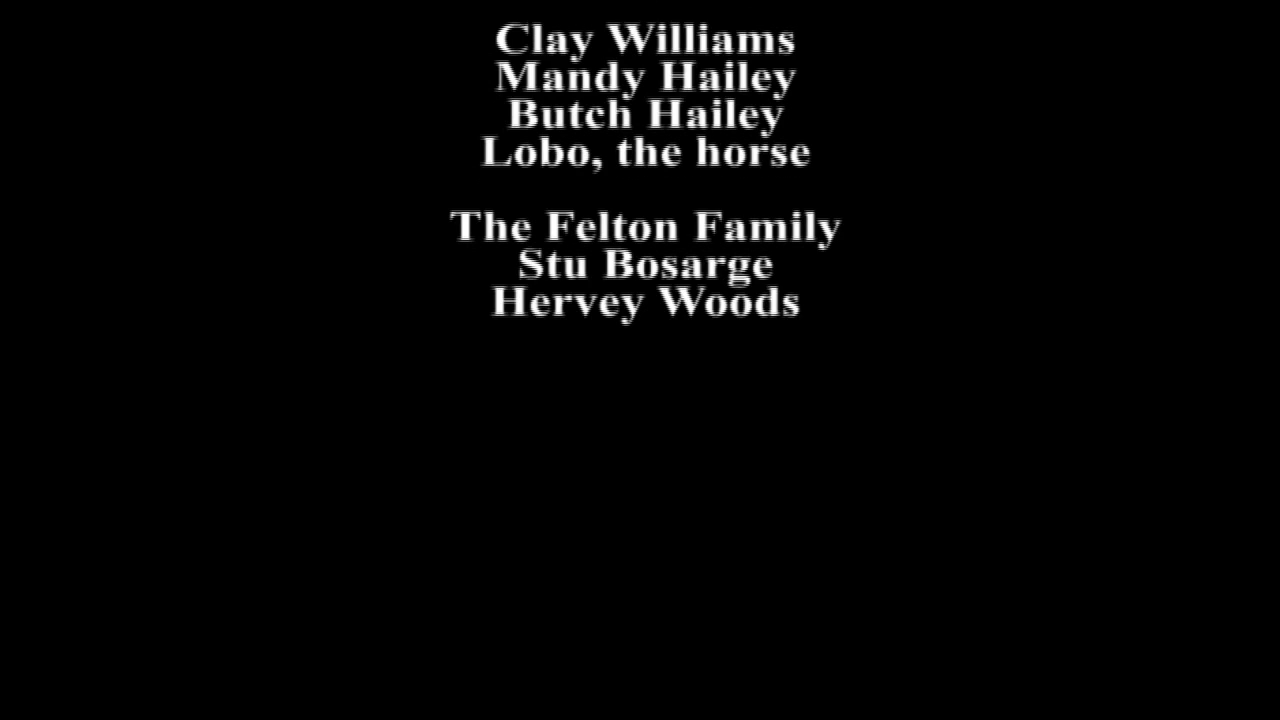 Clay Williams
Mandy Hailey
Butch Hailey
Lobo, the horse
The Felton Family
Stu Bosarge
Hervey Woods